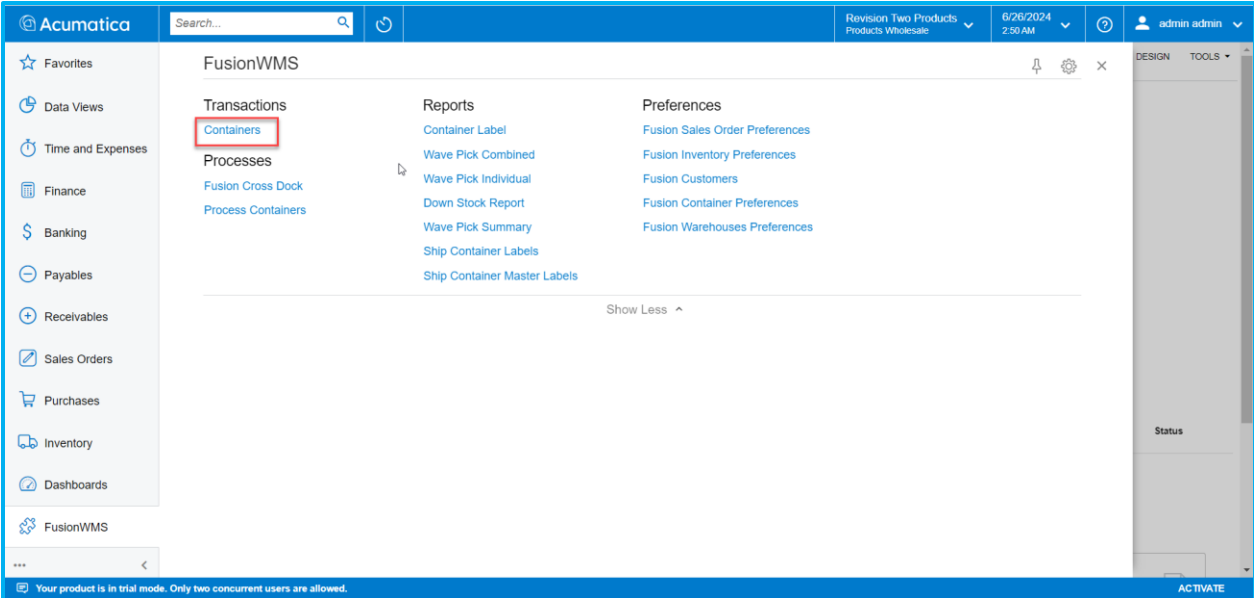 Acumatica
Search...
Revision Two Products
Products Wholesale
6/26/2024
2:50 AM
admin admin
Favorites
Data Views
Time and Expenses
Finance
Banking
Payables
Receivables
Sales Orders
Purchases
Inventory
Dashboards
FusionWMS
FusionWMS
Transactions
Containers
Processes
Fusion Cross Dock
Process Containers
Reports
Container Label
Wave Pick Combined
Wave Pick Individual
Down Stock Report
Wave Pick Summary
Ship Container Labels
Ship Container Master Labels
Preferences
Fusion Sales Order Preferences
Fusion Inventory Preferences
Fusion Customers
Fusion Container Preferences
Fusion Warehouses Preferences
Show Less
DESIGN TOOLS
Status
Your product is in trial mode. Only two concurrent users are allowed.
ACTIVATE